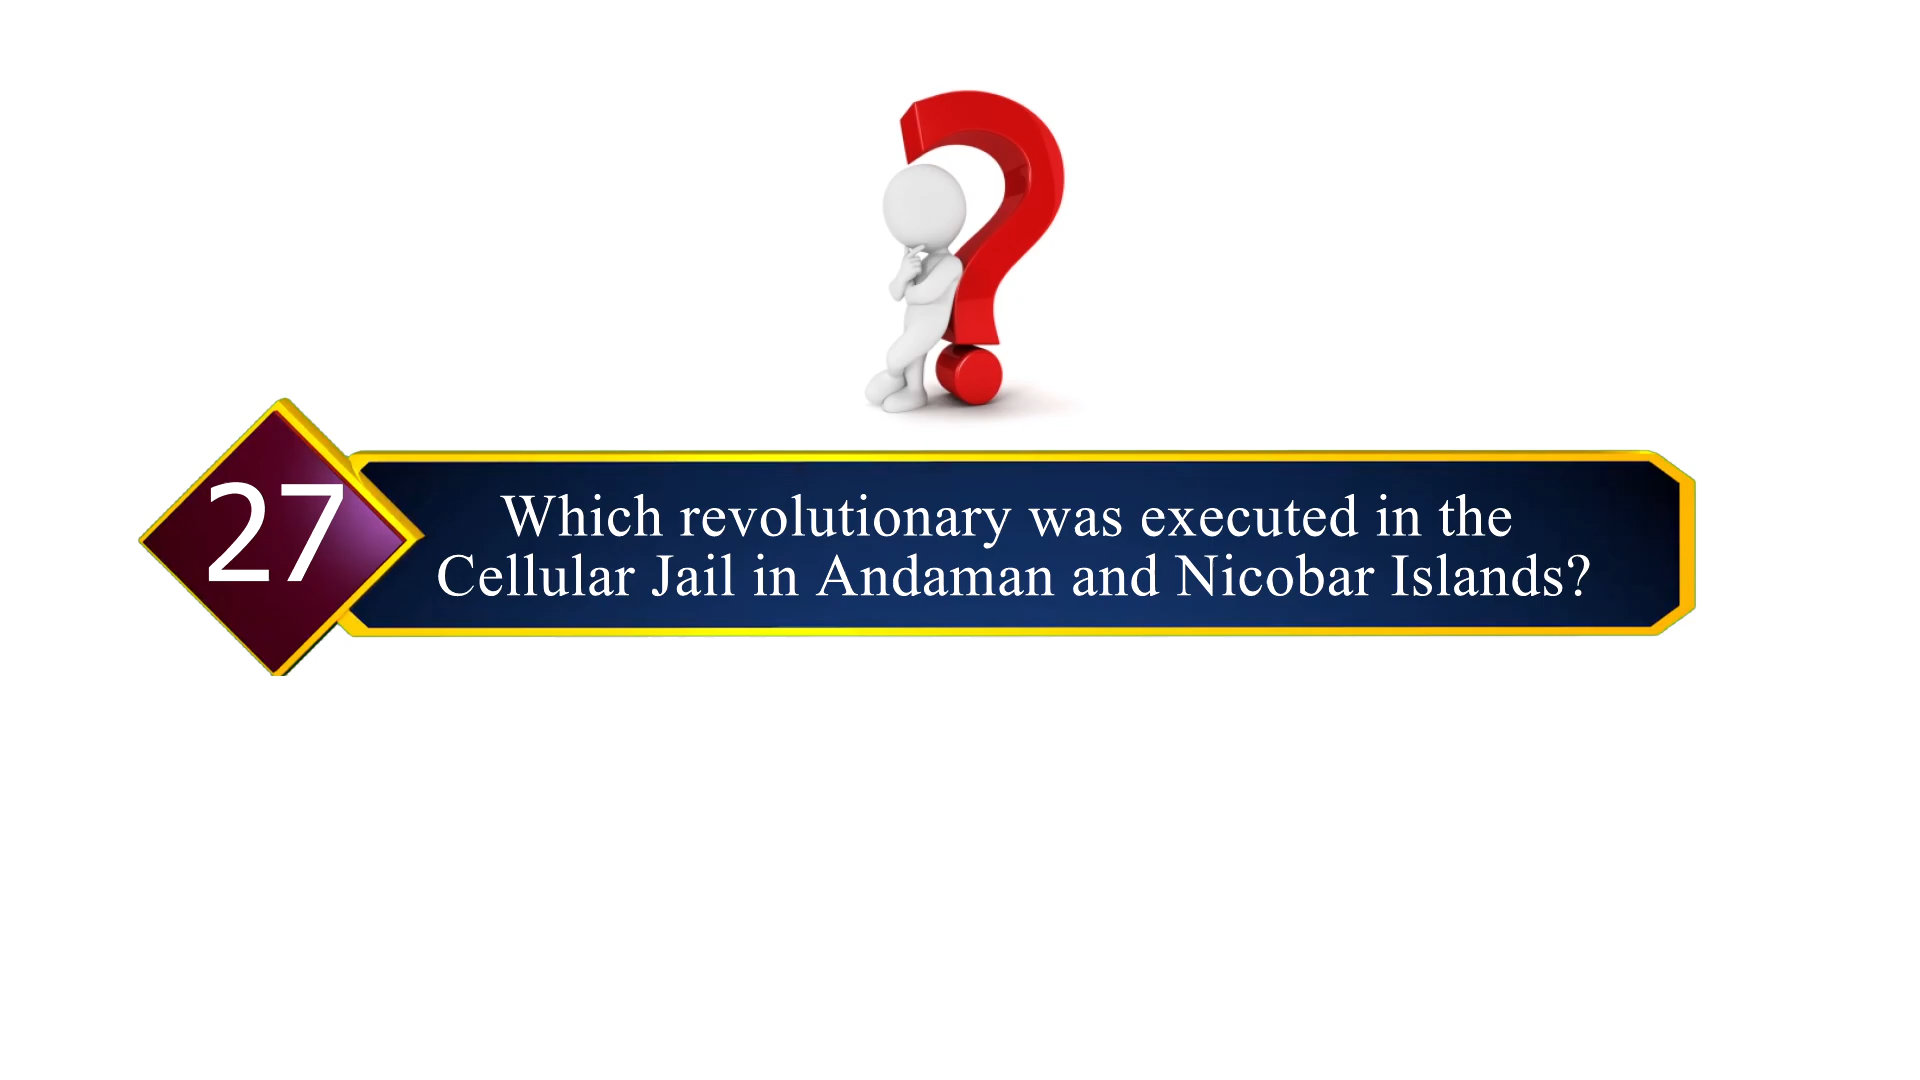 27
Which revolutionary was executed in the
Cellular Jail in Andaman and Nicobar Islands?